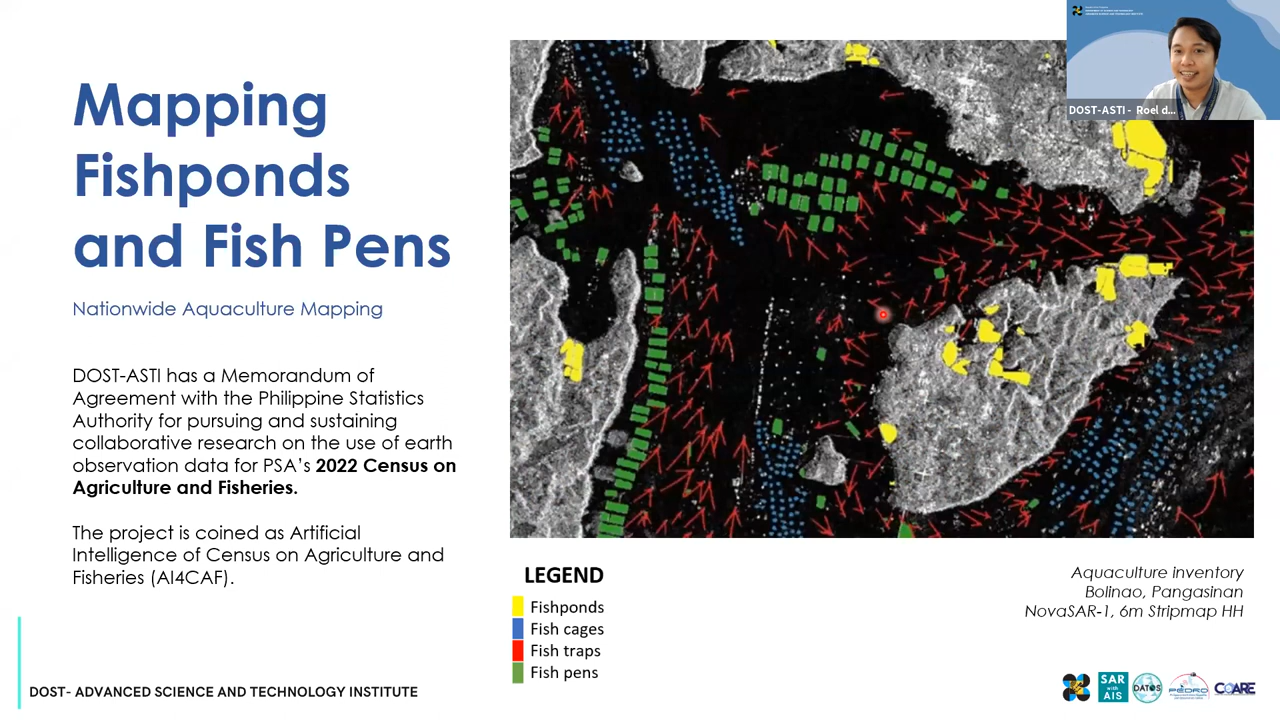 Mapping
Fishponds
and Fish Pens
Nationwide Aquaculture Mapping
DOST-ASTI has a Memorandum of
Agreement with the Philippine Statistics
Authority for pursuing and sustaining
collaborative research on the use of earth
observation data for PSA's 2022 Census on
Agriculture and Fisheries.
The project is coined as Artificial
Intelligence of Census on Agriculture and
Fisheries (AI4CAF).
DOST-ASTI - Roel d...
LEGEND
Fishponds
Fish cages
Fish traps
Fish pens
Aquaculture inventory
Bolinao, Pangasinan
NovaSAR-1, 6m Stripmap HH
DOST- ADVANCED SCIENCE AND TECHNOLOGY INSTITUTE
SAR
with
AIS
DATOS
PEDRO
COARE